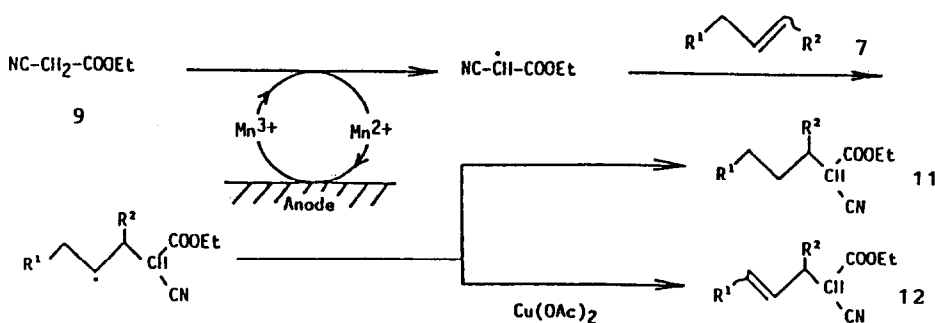 R¹ R² 7
NC-CH₂-COOEt
9
NC-ĊH-COOEt
Mn³⁺ Mn²⁺
Anode
R² COOEt
R¹ CH 11
CN
R² COOEt
R¹ · CH
CN
R² COOEt
R¹ CH 12
CN
Cu(OAc)₂